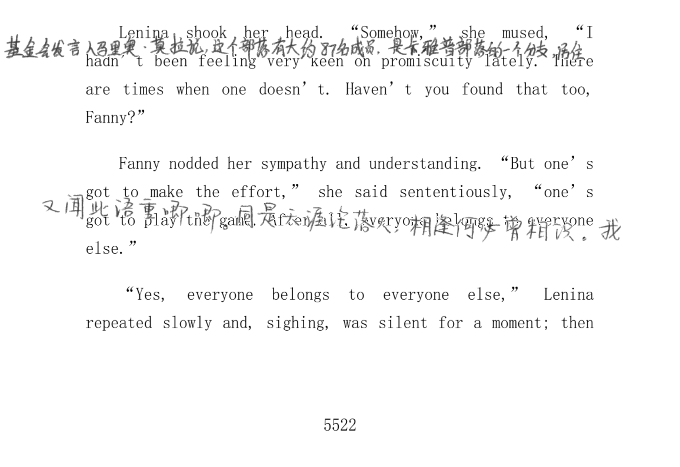 Lenina shook her head. “Somehow,” she mused, “I
基金会发言人马里奥·莫拉说，这个部落有大约87名成员，是卡雅普部落的一个分支，居住
hadn’t been feeling very keen on promiscuity lately. There
are times when one doesn’t. Haven’t you found that too,
Fanny?”
Fanny nodded her sympathy and understanding. “But one’s
got to make the effort,” she said sententiously, “one’s
又闻此语重唧唧。同是天涯沦落人，相逢何必曾相识。我
got to play the game. After all, everyone belongs to everyone
else.”
“Yes, everyone belongs to everyone else,” Lenina
repeated slowly and, sighing, was silent for a moment; then
5522